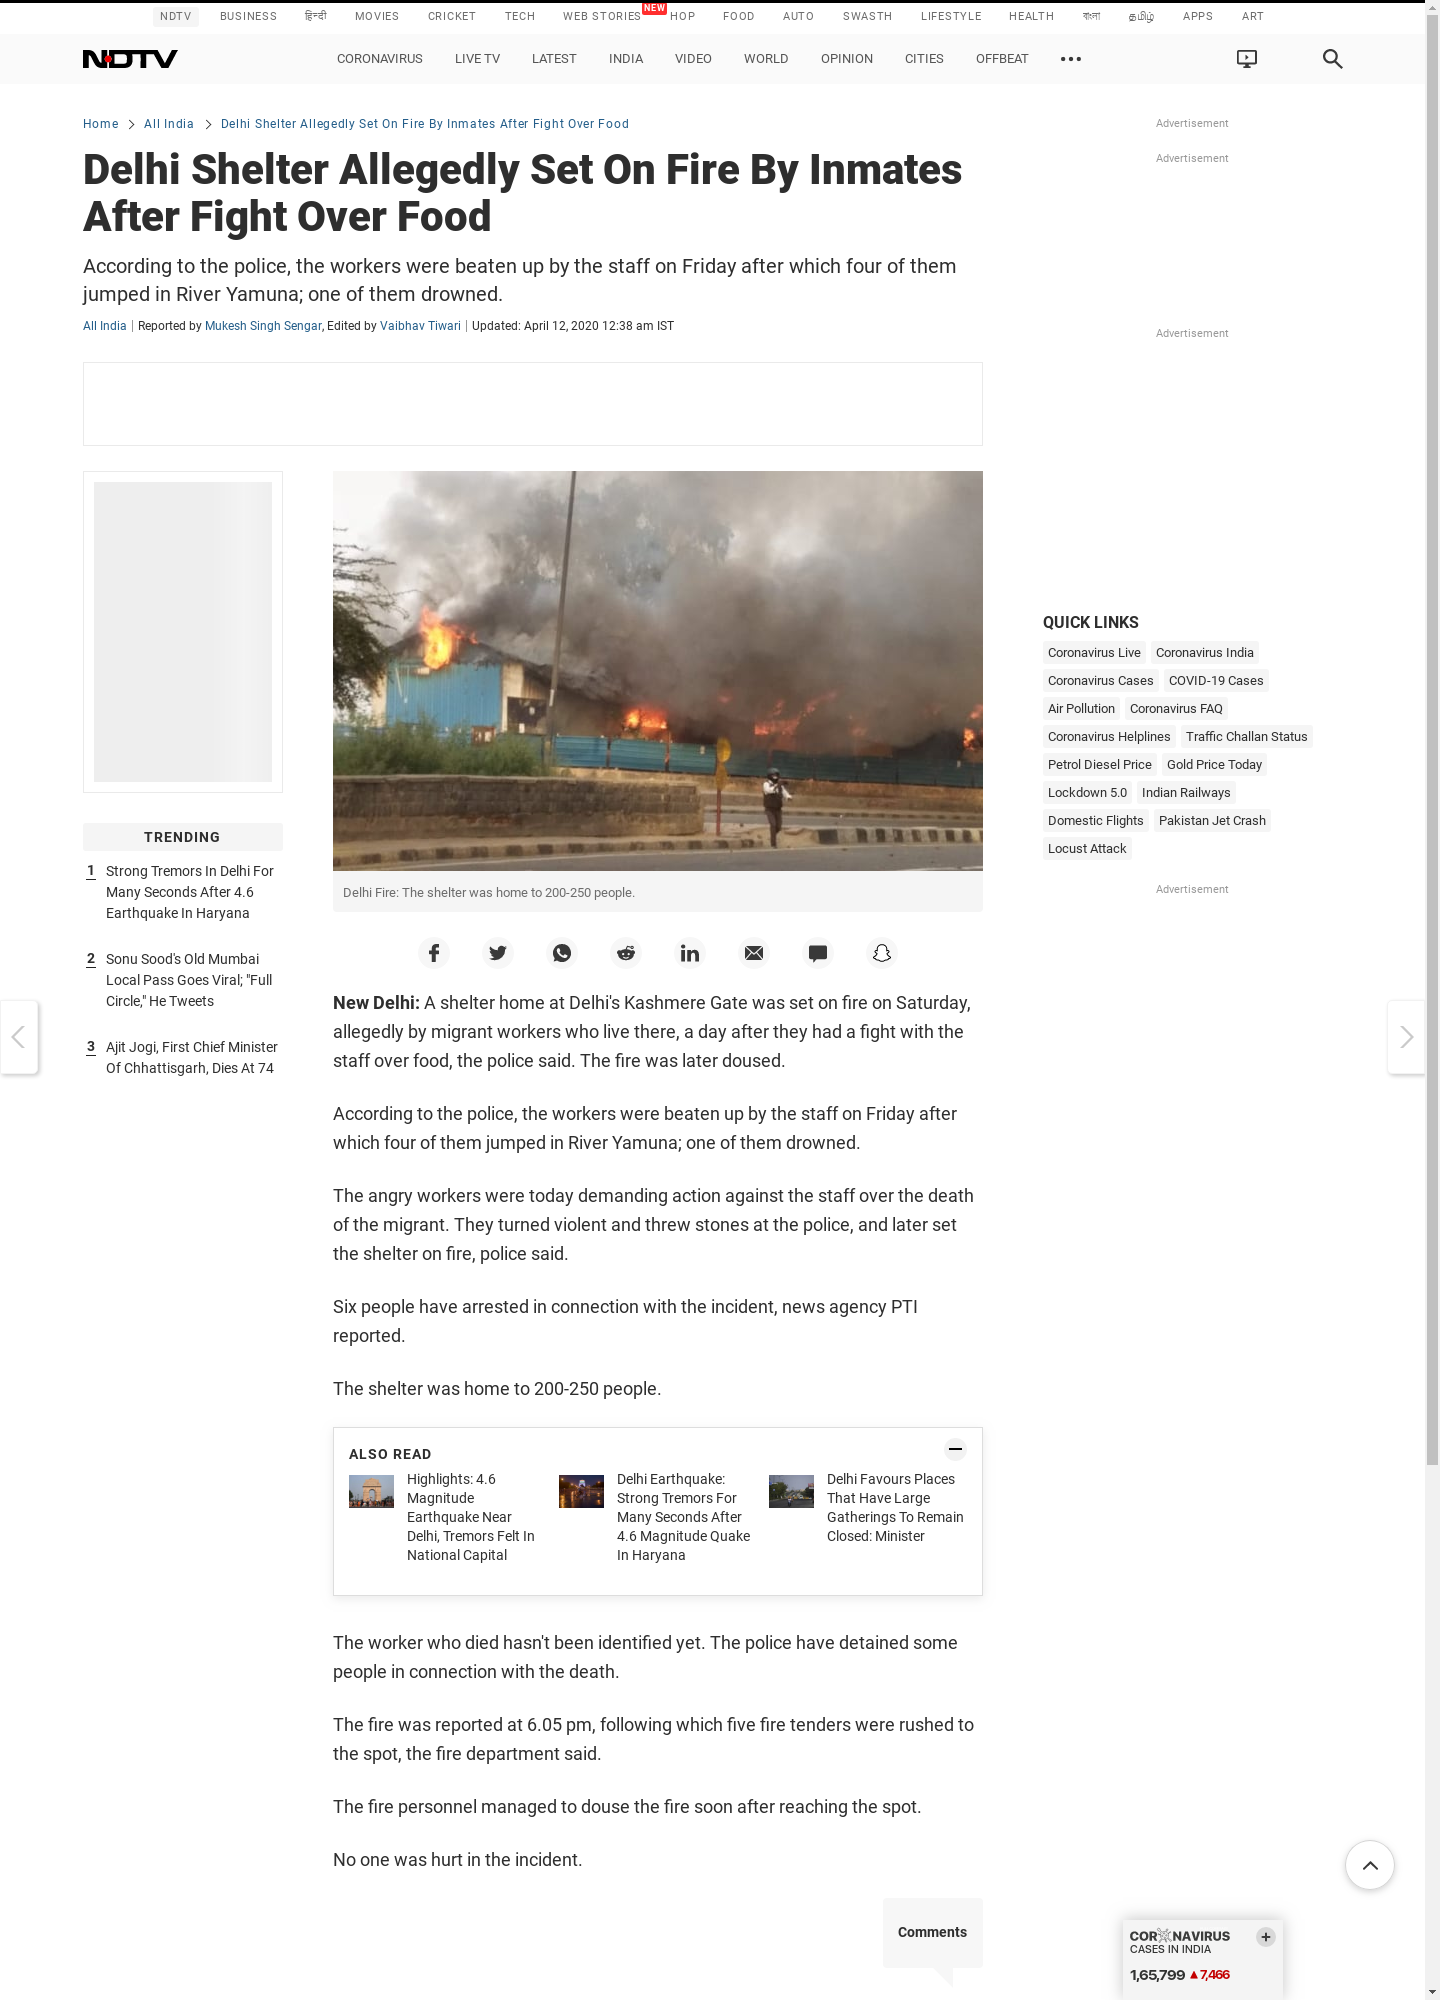 NDTV BUSINESS हिन्दी MOVIES CRICKET TECH WEB STORIES NEW HOP FOOD AUTO SWASTH LIFESTYLE HEALTH বাংলা தமிழ் APPS ART
NDTV CORONAVIRUS LIVE TV LATEST INDIA VIDEO WORLD OPINION CITIES OFFBEAT
Home All India Delhi Shelter Allegedly Set On Fire By Inmates After Fight Over Food
Delhi Shelter Allegedly Set On Fire By Inmates
After Fight Over Food
According to the police, the workers were beaten up by the staff on Friday after which four of them
jumped in River Yamuna; one of them drowned.
All India | Reported by Mukesh Singh Sengar, Edited by Vaibhav Tiwari | Updated: April 12, 2020 12:38 am IST
Advertisement
Advertisement
Advertisement
TRENDING
1 Strong Tremors In Delhi For
Many Seconds After 4.6
Earthquake In Haryana
2 Sonu Sood's Old Mumbai
Local Pass Goes Viral; "Full
Circle," He Tweets
3 Ajit Jogi, First Chief Minister
Of Chhattisgarh, Dies At 74
Delhi Fire: The shelter was home to 200-250 people.
New Delhi: A shelter home at Delhi's Kashmere Gate was set on fire on Saturday,
allegedly by migrant workers who live there, a day after they had a fight with the
staff over food, the police said. The fire was later doused.
According to the police, the workers were beaten up by the staff on Friday after
which four of them jumped in River Yamuna; one of them drowned.
The angry workers were today demanding action against the staff over the death
of the migrant. They turned violent and threw stones at the police, and later set
the shelter on fire, police said.
Six people have arrested in connection with the incident, news agency PTI
reported.
The shelter was home to 200-250 people.
ALSO READ
Highlights: 4.6
Magnitude
Earthquake Near
Delhi, Tremors Felt In
National Capital
Delhi Earthquake:
Strong Tremors For
Many Seconds After
4.6 Magnitude Quake
In Haryana
Delhi Favours Places
That Have Large
Gatherings To Remain
Closed: Minister
The worker who died hasn't been identified yet. The police have detained some
people in connection with the death.
The fire was reported at 6.05 pm, following which five fire tenders were rushed to
the spot, the fire department said.
The fire personnel managed to douse the fire soon after reaching the spot.
No one was hurt in the incident.
Comments
QUICK LINKS
Coronavirus Live Coronavirus India
Coronavirus Cases COVID-19 Cases
Air Pollution Coronavirus FAQ
Coronavirus Helplines Traffic Challan Status
Petrol Diesel Price Gold Price Today
Lockdown 5.0 Indian Railways
Domestic Flights Pakistan Jet Crash
Locust Attack
Advertisement
CORONAVIRUS
CASES IN INDIA
1,65,799 ▲7,466